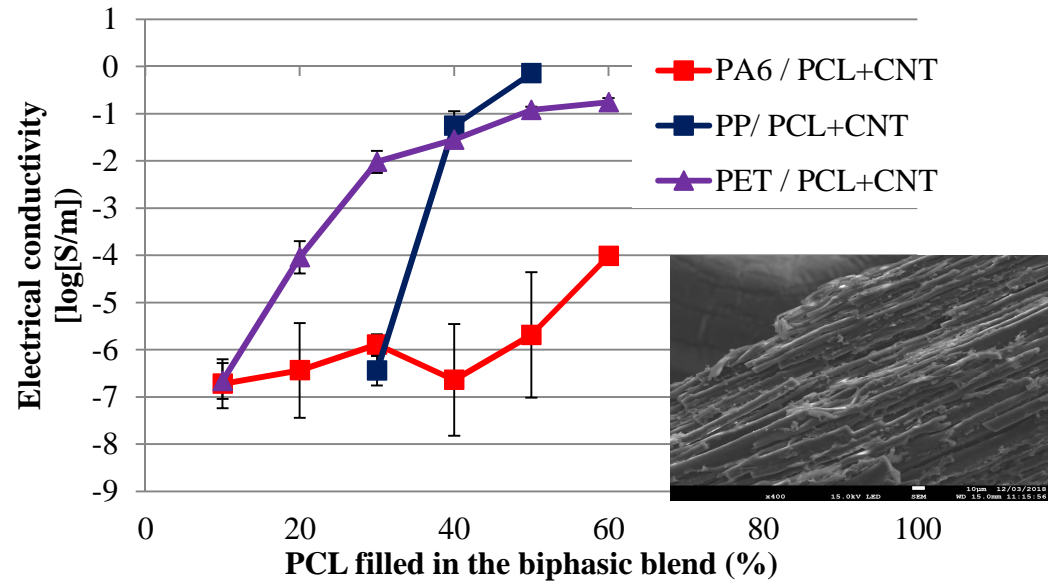 1
0
-1
-2
-3
-4
-5
-6
-7
-8
-9
Electrical conductivity
[log[S/m])
PA6 / PCL+CNT
PP/ PCL+CNT
PET / PCL+CNT
10µm 12/03/2018
x400 15.0kV LED SEM WD 15.0mm 11:15:56
0 20 40 60 80 100
PCL filled in the biphasic blend (%)